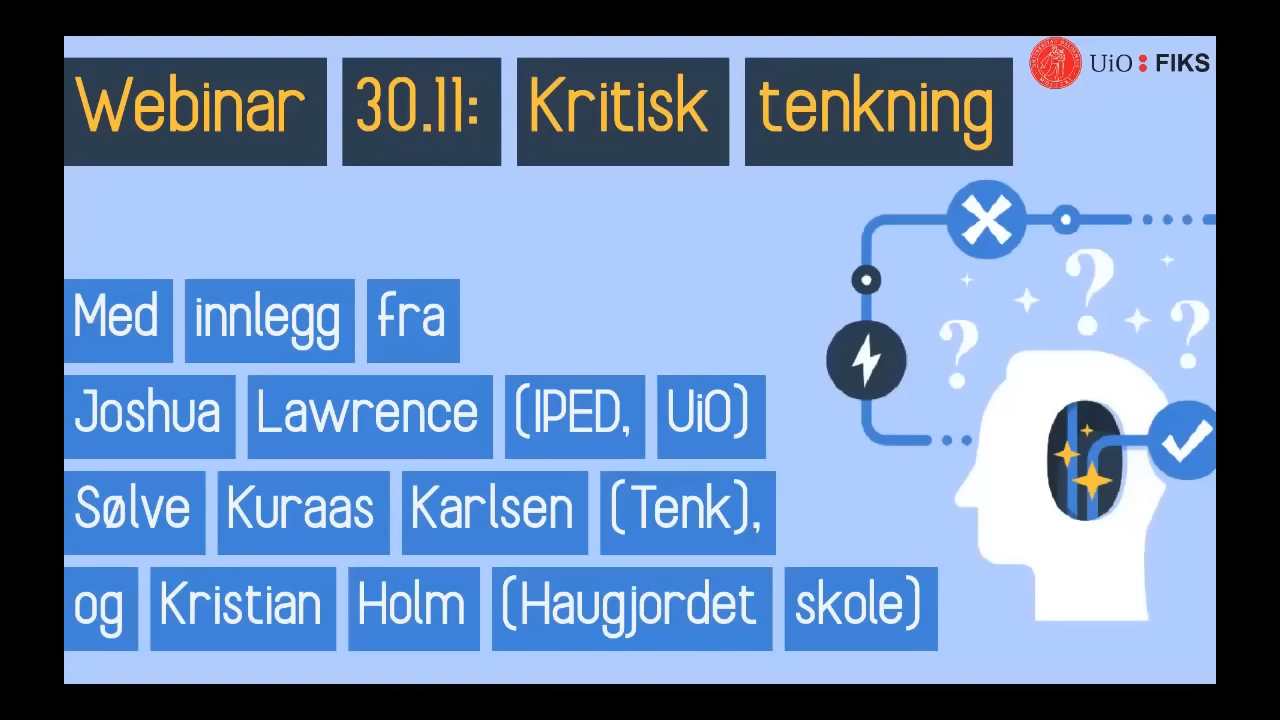 Webinar 30.11: Kritisk tenkning
UiO : FIKS
Med innlegg fra
Joshua Lawrence (IPED, UiO)
Sølve Kuraas Karlsen (Tenk),
og Kristian Holm (Haugjordet skole)